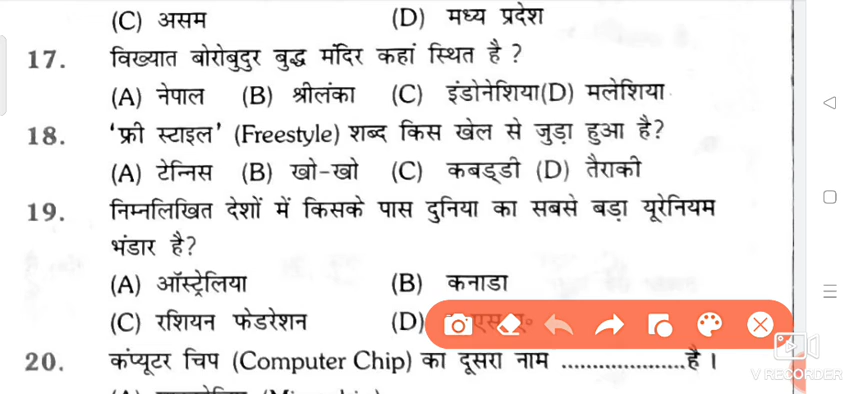 (C) असम (D) मध्य प्रदेश
17. विख्यात बोरोबुदुर बुद्ध मंदिर कहां स्थित है ?
(A) नेपाल (B) श्रीलंका (C) इंडोनेशिया(D) मलेशिया
18. 'फ्री स्टाइल' (Freestyle) शब्द किस खेल से जुड़ा हुआ है?
(A) टेन्निस (B) खो-खो (C) कबड्डी (D) तैराकी
19. निम्नलिखित देशों में किसके पास दुनिया का सबसे बड़ा यूरेनियम
भंडार है?
(A) ऑस्ट्रेलिया (B) कनाडा
(C) रशियन फेडरेशन (D)
20. कंप्यूटर चिप (Computer Chip) का दूसरा नाम .....................है।
V RECORDER